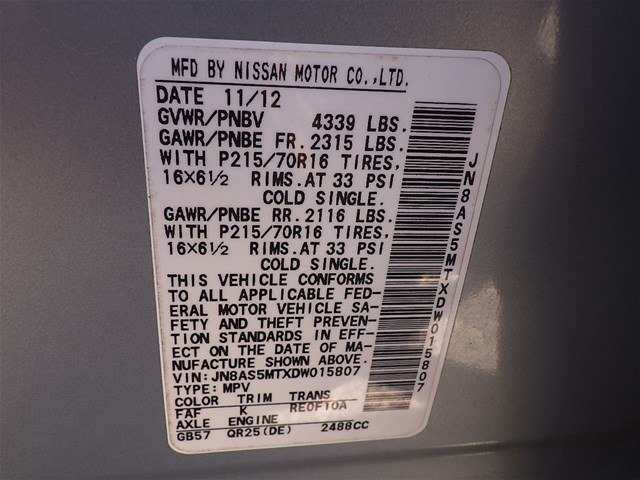 MFD BY NISSAN MOTOR CO.,LTD.
DATE 11/12
GVWR/PNBV 4339 LBS.
GAWR/PNBE FR. 2315 LBS.
WITH P215/70R16 TIRES,
16×6½ RIMS. AT 33 PSI
COLD SINGLE.
GAWR/PNBE RR. 2116 LBS.
WITH P215/70R16 TIRES,
16×6½ RIMS. AT 33 PSI
COLD SINGLE.
THIS VEHICLE CONFORMS
TO ALL APPLICABLE FED-
ERAL MOTOR VEHICLE SA-
FETY AND THEFT PREVEN-
TION STANDARDS IN EFF-
ECT ON THE DATE OF MA-
NUFACTURE SHOWN ABOVE.
VIN: JN8AS5MTXDW015807
TYPE: MPV
COLOR TRIM TRANS
FAF K RE0F10A
AXLE ENGINE
GB57 QR25(DE) 2488CC
JN8AS5MTXDW015807